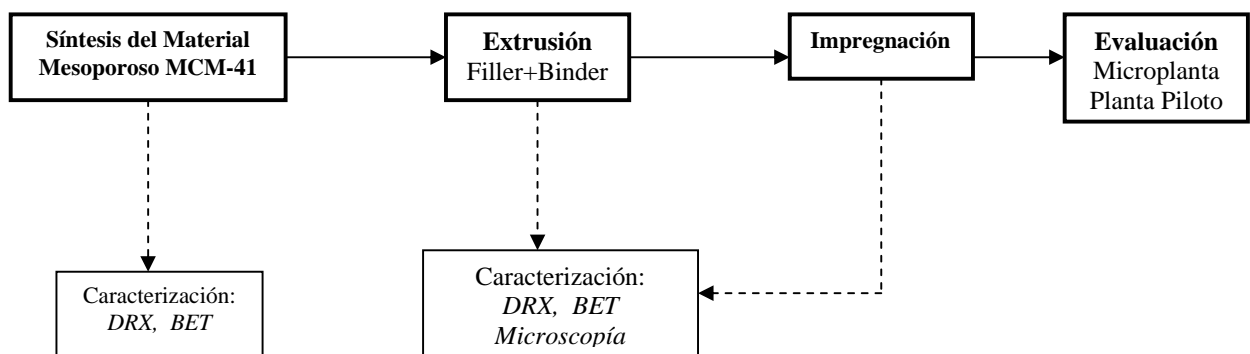 Síntesis del Material
Mesoporoso MCM-41
Extrusión
Filler+Binder
Impregnación
Evaluación
Microplanta
Planta Piloto
Caracterización:
DRX, BET
Caracterización:
DRX, BET
Microscopía